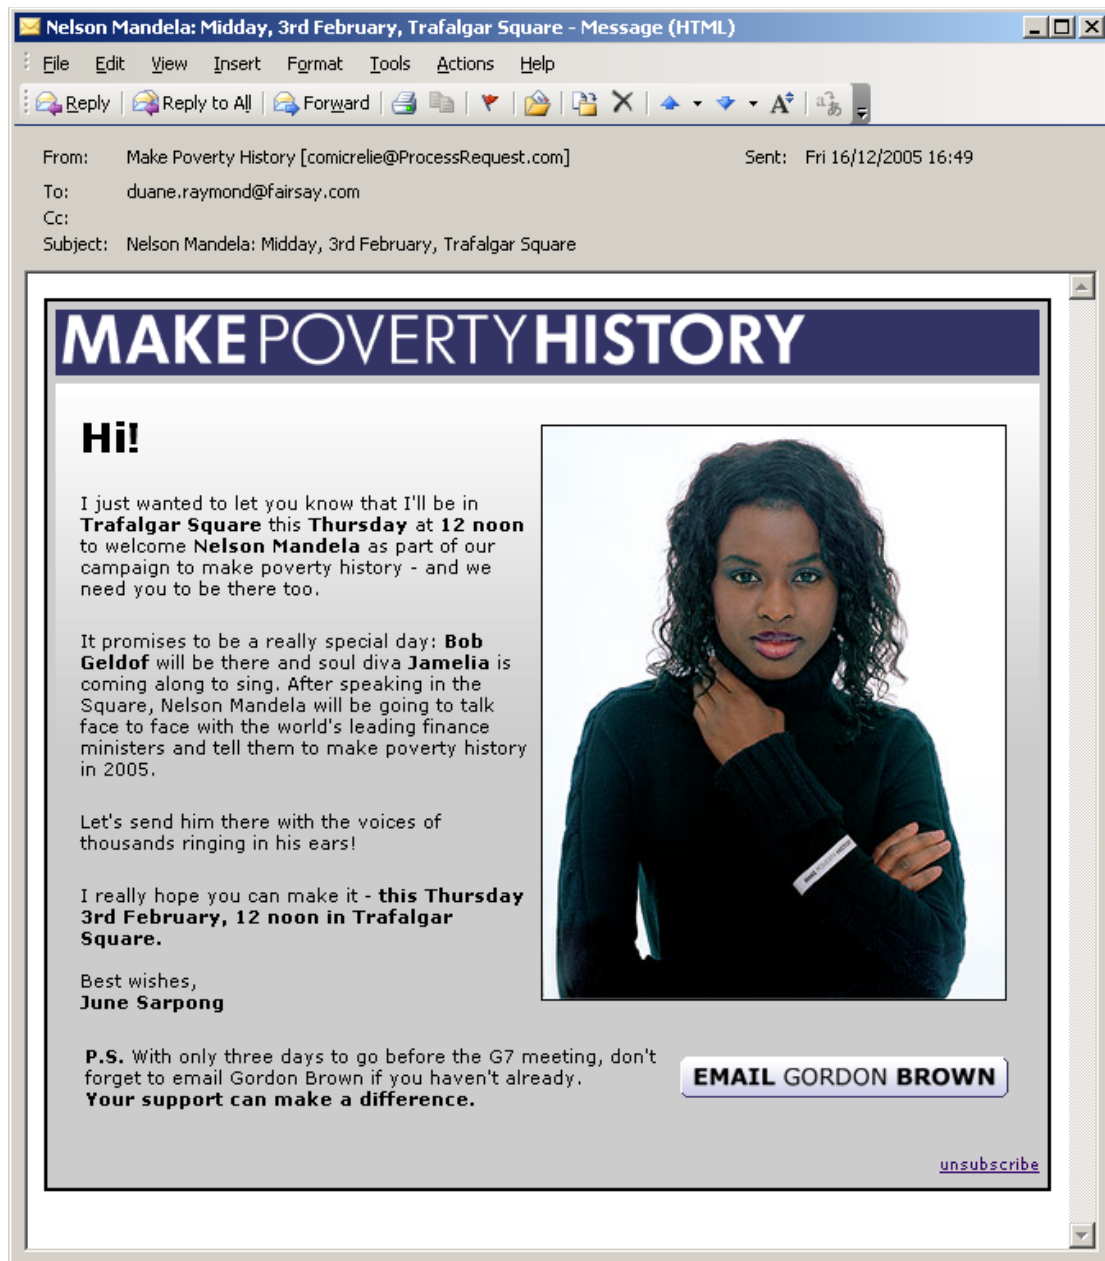 Nelson Mandela: Midday, 3rd February, Trafalgar Square - Message (HTML)
File Edit View Insert Format Tools Actions Help
Reply Reply to All Forward
From: Make Poverty History [comicrelie@ProcessRequest.com] Sent: Fri 16/12/2005 16:49
To: duane.raymond@fairsay.com
Cc:
Subject: Nelson Mandela: Midday, 3rd February, Trafalgar Square
MAKEPOVERTYHISTORY
Hi!
I just wanted to let you know that I'll be in
Trafalgar Square this Thursday at 12 noon
to welcome Nelson Mandela as part of our
campaign to make poverty history - and we
need you to be there too.
It promises to be a really special day: Bob
Geldof will be there and soul diva Jamelia is
coming along to sing. After speaking in the
Square, Nelson Mandela will be going to talk
face to face with the world's leading finance
ministers and tell them to make poverty history
in 2005.
Let's send him there with the voices of
thousands ringing in his ears!
I really hope you can make it - this Thursday
3rd February, 12 noon in Trafalgar
Square.
Best wishes,
June Sarpong
MAKE POVERTY HISTORY
P.S. With only three days to go before the G7 meeting, don't
forget to email Gordon Brown if you haven't already.
Your support can make a difference.
EMAIL GORDON BROWN
unsubscribe